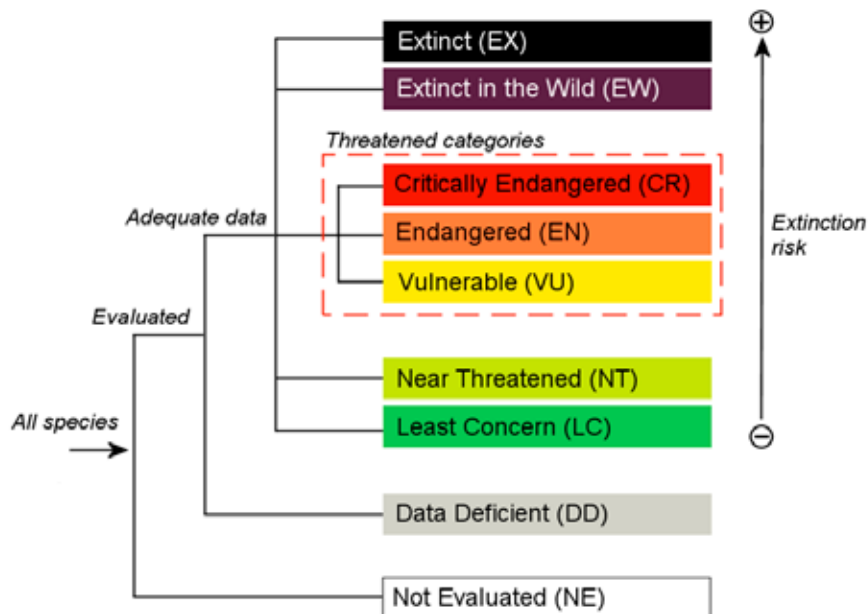 Extinct (EX)
Extinct in the Wild (EW)
Threatened categories
Critically Endangered (CR)
Adequate data
Endangered (EN)
Extinction
risk
Vulnerable (VU)
Evaluated
Near Threatened (NT)
All species
Least Concern (LC)
Data Deficient (DD)
Not Evaluated (NE)